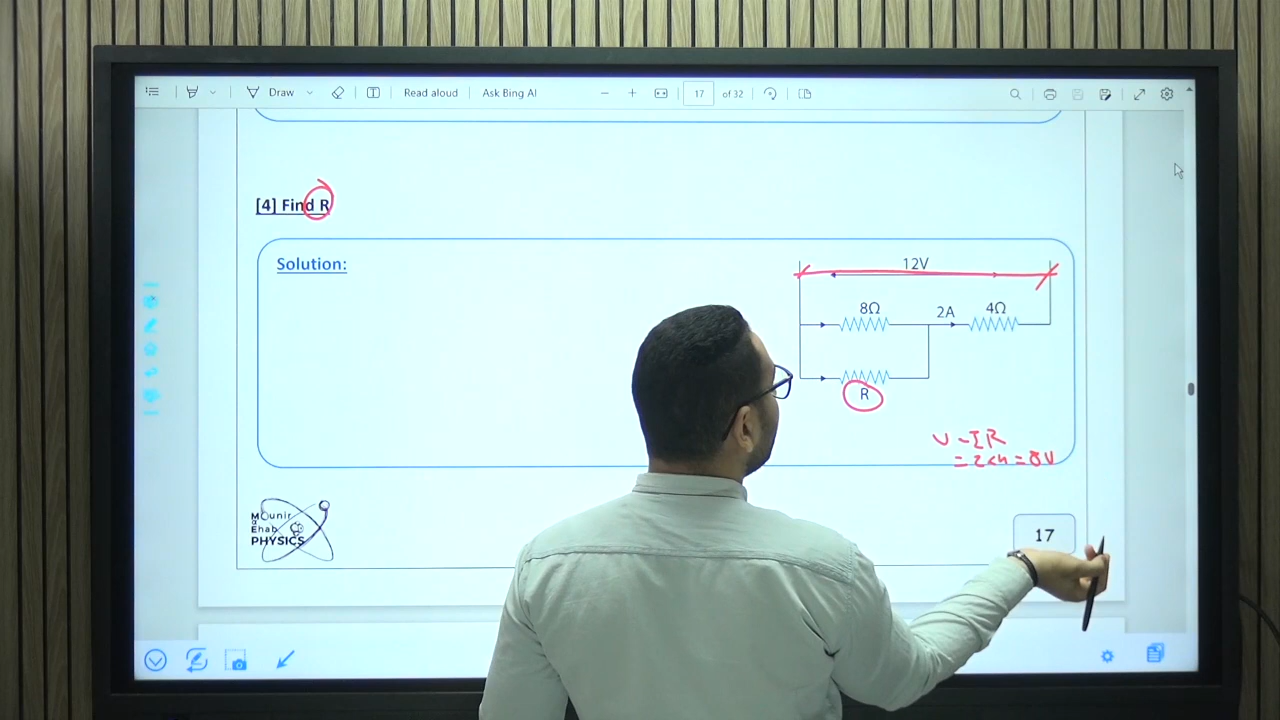 Draw
Read aloud
Ask Bing AI
17
of 32
[4] Find R
Solution:
12V
8Ω
2A
4Ω
R
V = IR
= 2×4 = 8V
Mounir
Ehab
PHYSICS
17